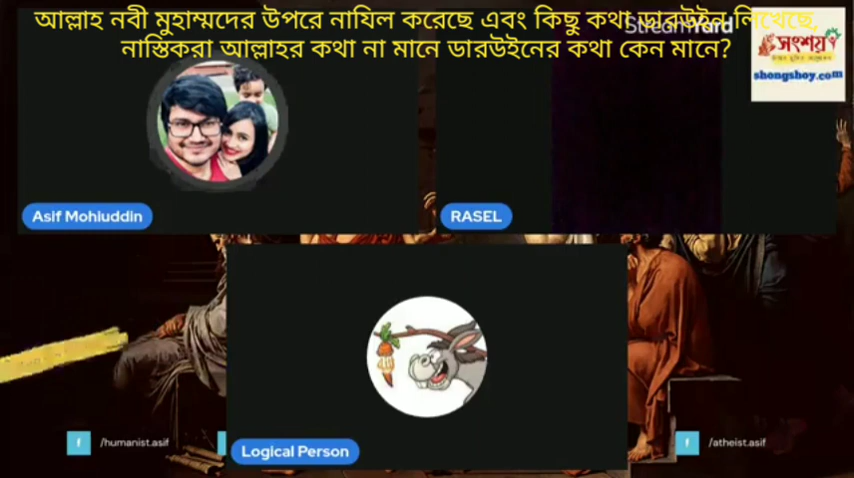 আল্লাহ নবী মুহাম্মদের উপরে নাযিল করেছে এবং কিছু কথা ডারউইন লিখেছে,
নাস্তিকরা আল্লাহর কথা না মানে ডারউইনের কথা কেন মানে?
StreamYard
সংশয়
shongshoy.com
Asif Mohiuddin
RASEL
Logical Person
f /humanist.asif
f /atheist.asif